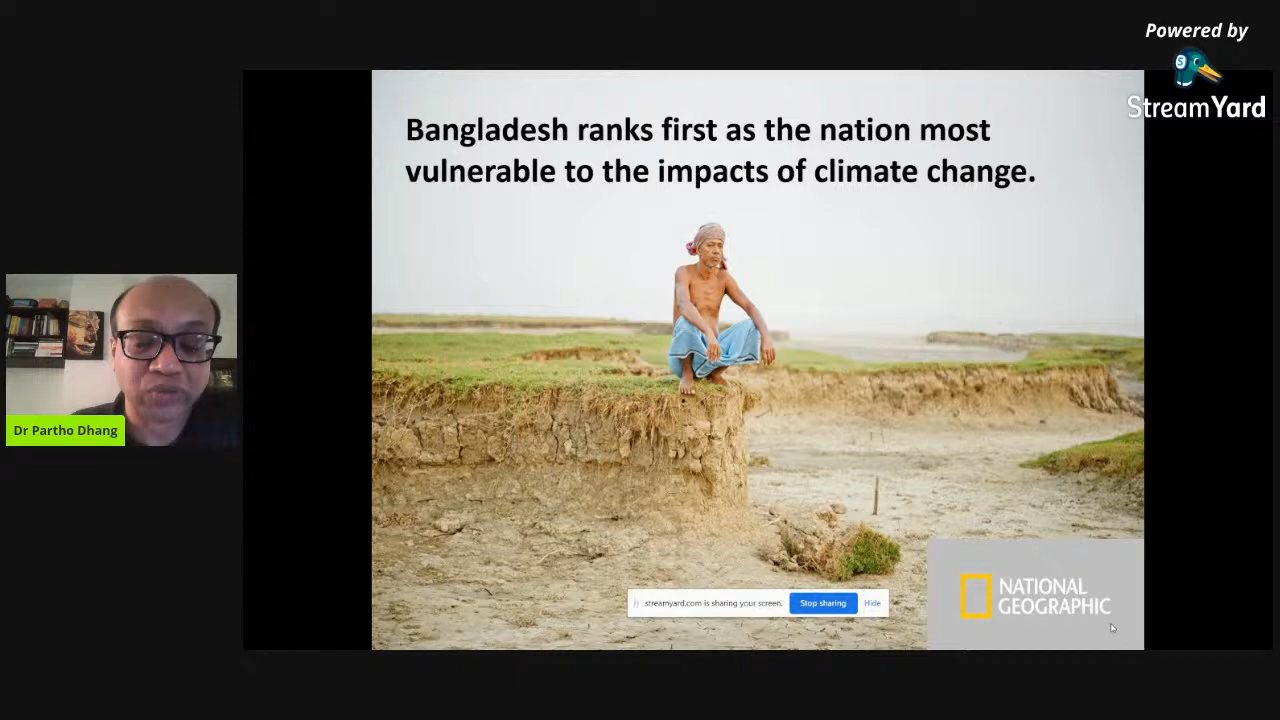 Powered by
StreamYard
Bangladesh ranks first as the nation most
vulnerable to the impacts of climate change.
Dr Partho Dhang
streamyard.com is sharing your screen.
Stop sharing
Hide
NATIONAL
GEOGRAPHIC